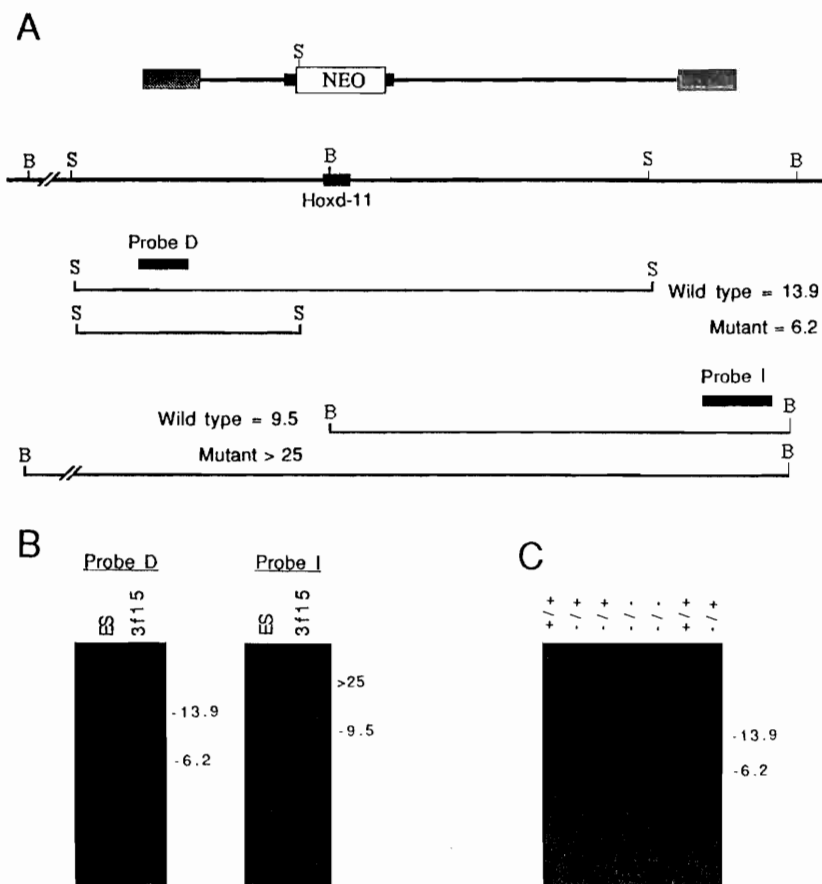 A
S
NEO
B S B S B
Hoxd-11
Probe D
S S
Wild type = 13.9
S S
Mutant = 6.2
Probe I
Wild type = 9.5 B B
Mutant > 25
B B
B
Probe D Probe I
ES 3f15 ES 3f15
>25
-13.9
-9.5
-6.2
C
+/+ -/+ -/+ -/- -/- +/+ -/+
-13.9
-6.2